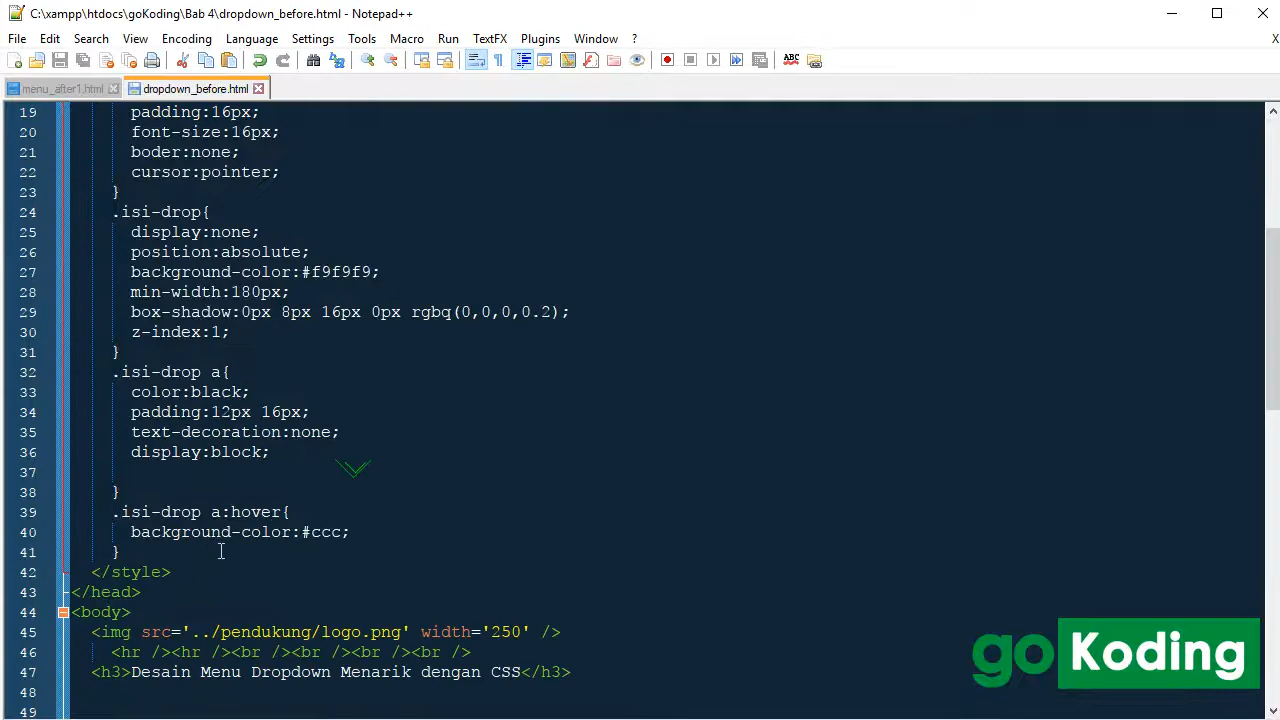 C:\xampp\htdocs\goKoding\Bab 4\dropdown_before.html - Notepad++
File Edit Search View Encoding Language Settings Tools Macro Run TextFX Plugins Window ? X
ABC
menu_after1.html dropdown_before.html
19 padding:16px;
20 font-size:16px;
21 boder:none;
22 cursor:pointer;
23 }
24 .isi-drop{
25 display:none;
26 position:absolute;
27 background-color:#f9f9f9;
28 min-width:180px;
29 box-shadow:0px 8px 16px 0px rgbq(0,0,0,0.2);
30 z-index:1;
31 }
32 .isi-drop a{
33 color:black;
34 padding:12px 16px;
35 text-decoration:none;
36 display:block;
37
38 }
39 .isi-drop a:hover{
40 background-color:#ccc;
41 }
42 </style>
43 </head>
44 <body>
45 <img src='../pendukung/logo.png' width='250' />
46 <hr /><hr /><br /><br /><br /><br />
47 <h3>Desain Menu Dropdown Menarik dengan CSS</h3>
48
49
go Koding